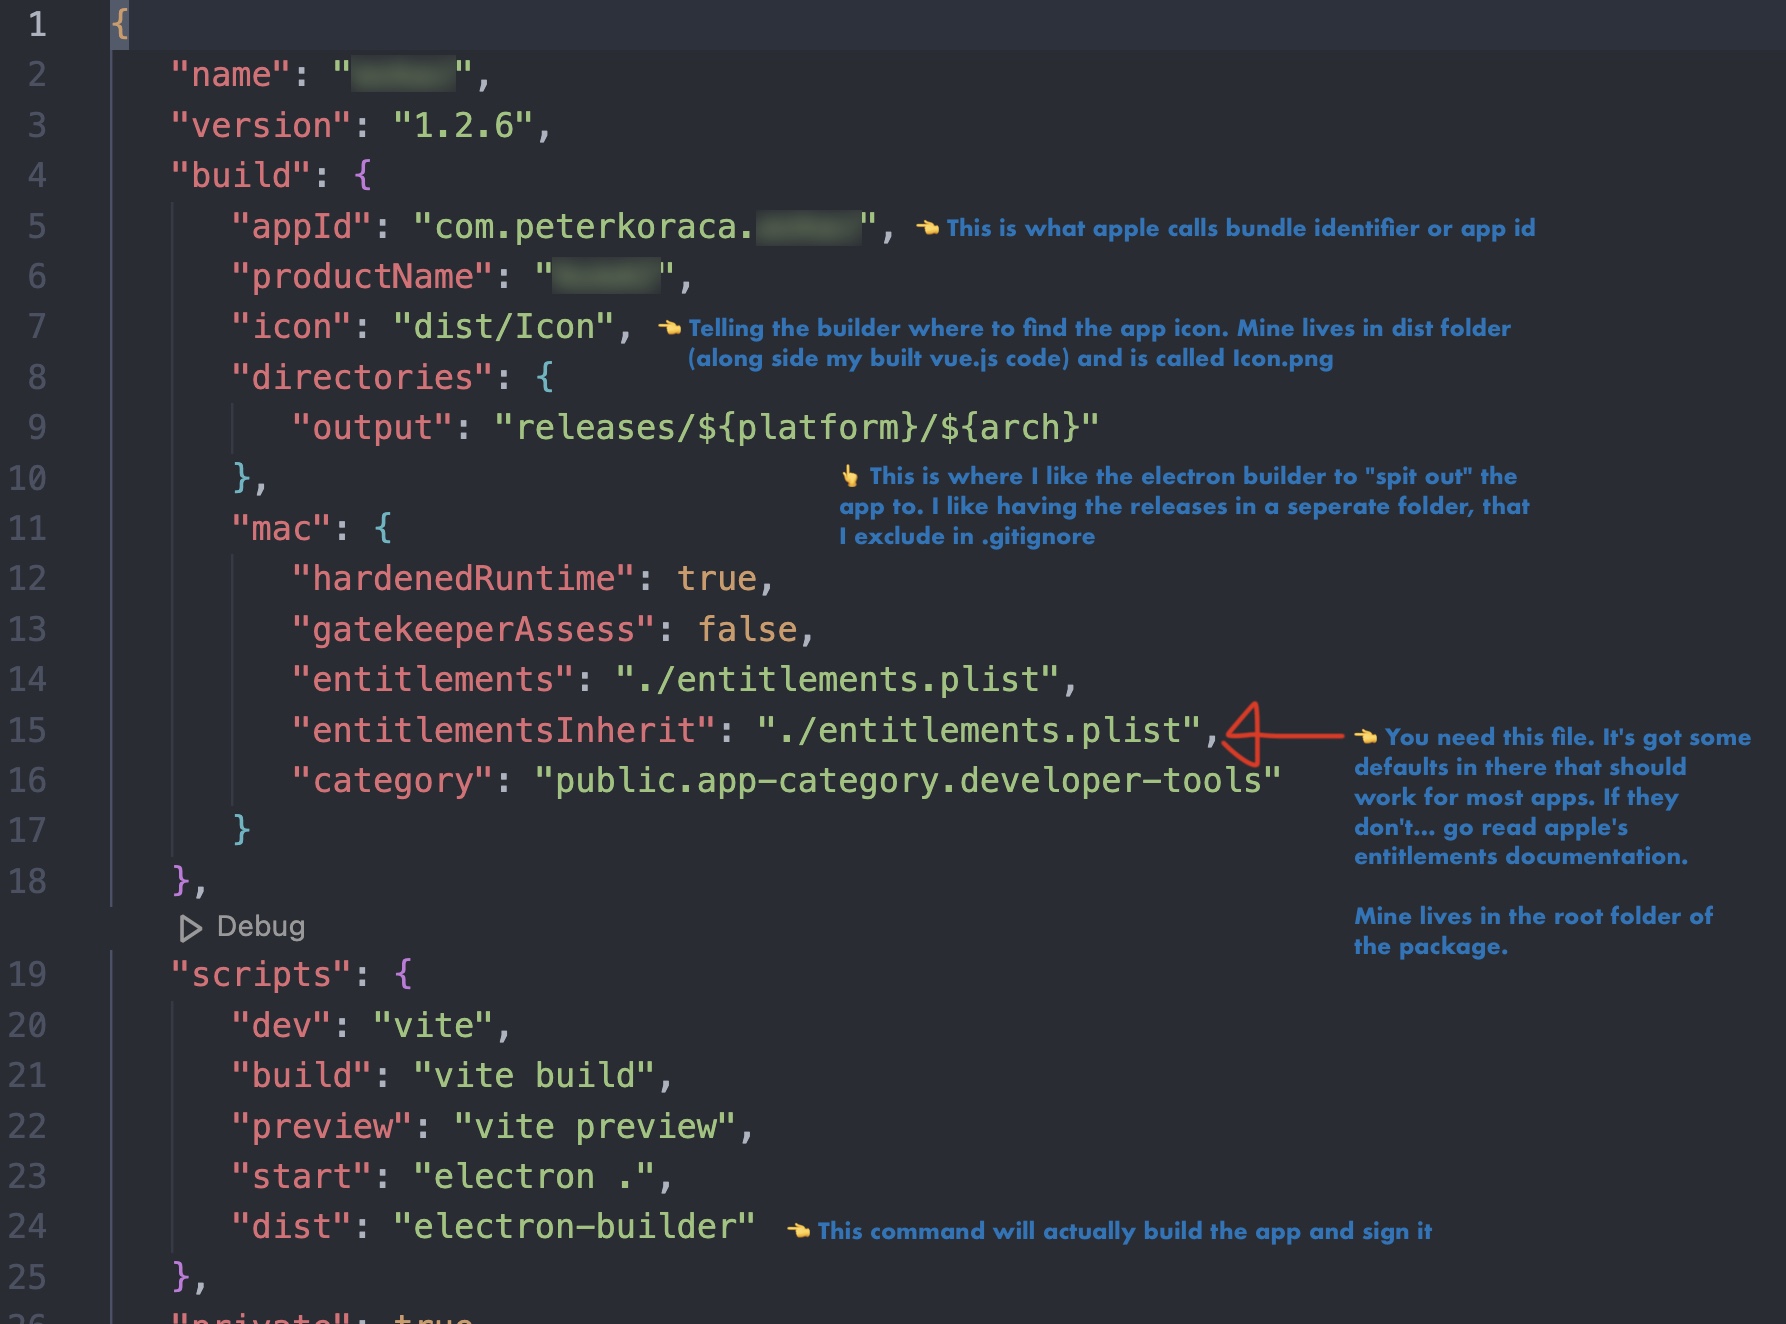 1 {
2 "name": "",
3 "version": "1.2.6",
4 "build": {
5 "appId": "com.peterkoraca.", 👈 This is what apple calls bundle identifier or app id
6 "productName": "",
7 "icon": "dist/Icon", 👈 Telling the builder where to find the app icon. Mine lives in dist folder
(along side my built vue.js code) and is called Icon.png
8 "directories": {
9 "output": "releases/${platform}/${arch}"
10 },
👆 This is where I like the electron builder to "spit out" the
app to. I like having the releases in a seperate folder, that
I exclude in .gitignore
11 "mac": {
12 "hardenedRuntime": true,
13 "gatekeeperAssess": false,
14 "entitlements": "./entitlements.plist",
15 "entitlementsInherit": "./entitlements.plist",
16 "category": "public.app-category.developer-tools"
👈 You need this file. It's got some
defaults in there that should
work for most apps. If they
don't... go read apple's
entitlements documentation.
Mine lives in the root folder of
the package.
17 }
18 },
Debug
19 "scripts": {
20 "dev": "vite",
21 "build": "vite build",
22 "preview": "vite preview",
23 "start": "electron .",
24 "dist": "electron-builder" 👈 This command will actually build the app and sign it
25 },
26 "private": true